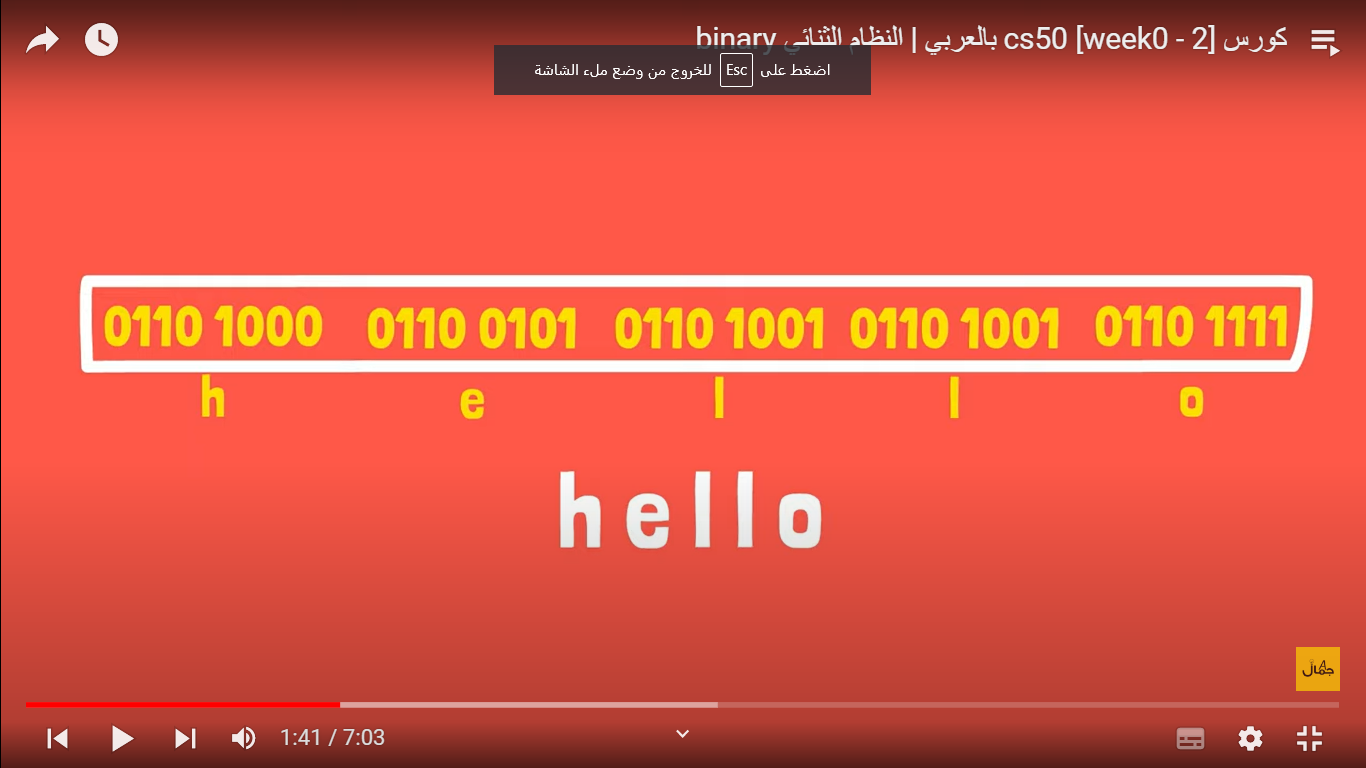 كورس cs50 [week0 - 2] بالعربي | النظام الثنائي binary
اضغط على Esc للخروج من وضع ملء الشاشة
0110 1000 0110 0101 0110 1001 0110 1001 0110 1111
h e l l o
hello
جمال
1:41 / 7:03